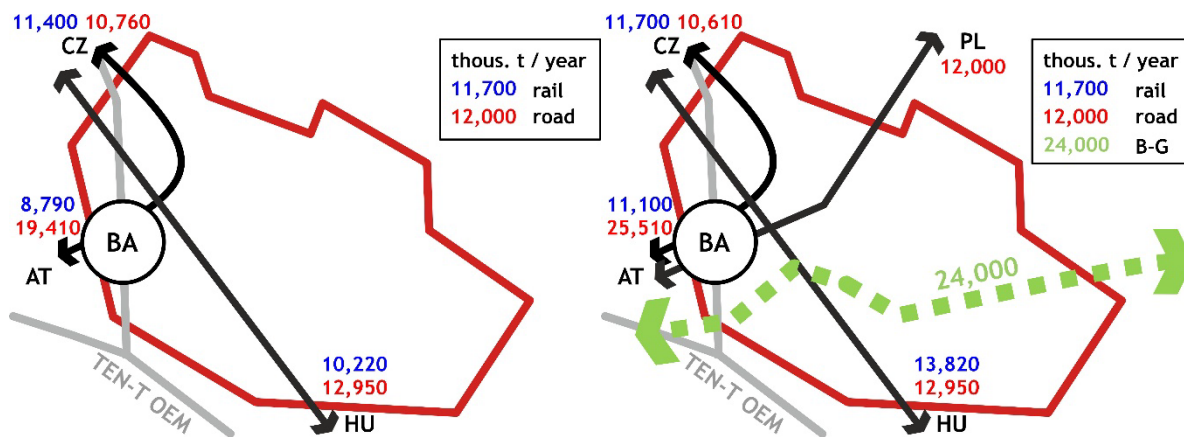 11,400 10,760
CZ
thous. t / year
11,700 rail
12,000 road
8,790
19,410
BA
AT
TEN-T OEM
10,220
12,950
HU
11,700 10,610
CZ
PL
12,000
thous. t / year
11,700 rail
12,000 road
24,000 B-G
11,100
25,510
BA
AT
24,000
TEN-T OEM
13,820
12,950
HU